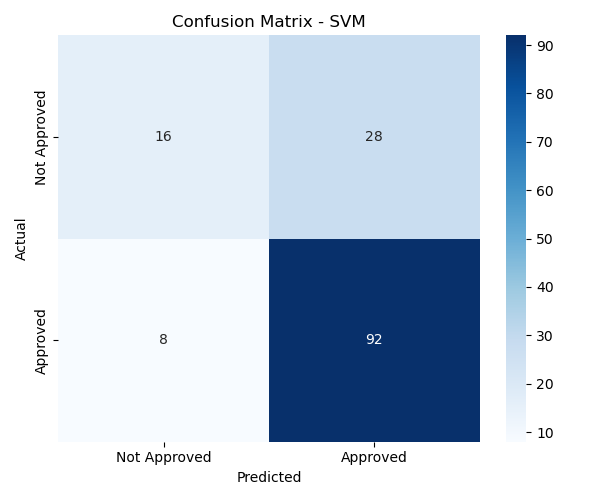 Confusion Matrix - SVM
Actual
Not Approved
Approved
16
28
8
92
Not Approved
Approved
Predicted
90
80
70
60
50
40
30
20
10